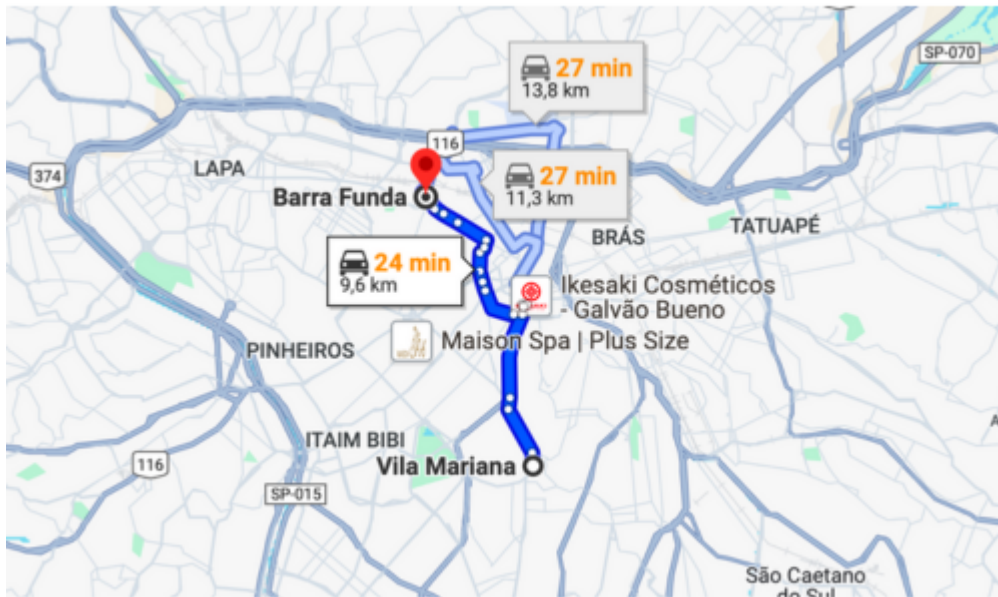 SP-070
27 min
13,8 km
116
374
LAPA
27 min
11,3 km
Barra Funda
TATUAPÉ
BRÁS
24 min
9,6 km
Ikesaki Cosméticos
- Galvão Bueno
Maison Spa | Plus Size
PINHEIROS
ITAIM BIBI
116
Vila Mariana
SP-015
São Caetano
do Sul